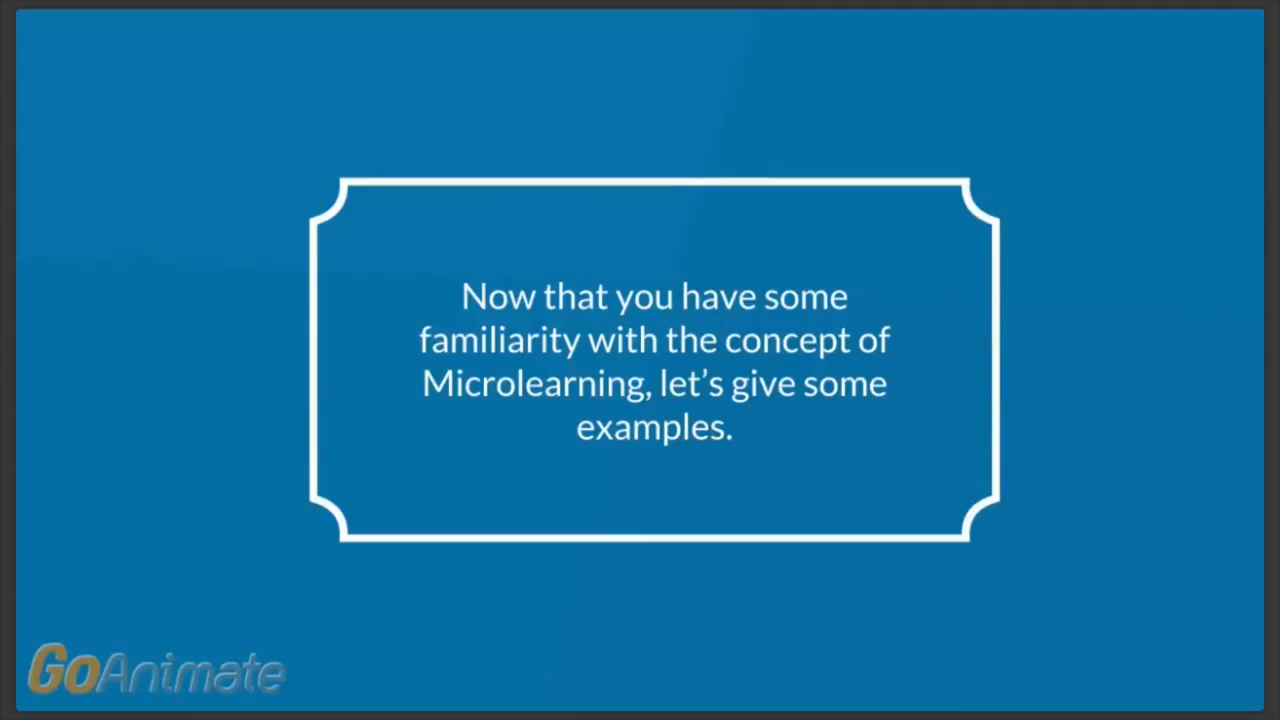 Now that you have some
familiarity with the concept of
Microlearning, let’s give some
examples.
GoAnimate